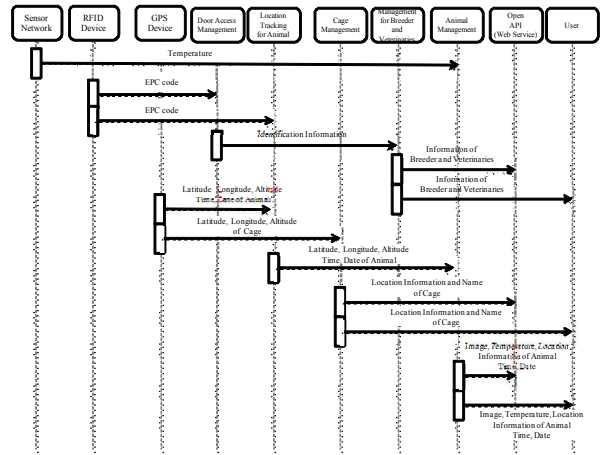 Sensor
Network
RFID
Device
GPS
Device
Door Access
Management
Location
Tracking
for Animal
Cage
Management
Management
for Breeder
and
Veterinaries
Animal
Management
Open
API
(Web Service)
User
Temperature
EPC code
EPC code
Identification Information
Information of
Breeder and Veterinaries
Information of
Breeder and Veterinaries
Latitude, Longitude, Altitude
Time, Date of Animal
Latitude, Longitude, Altitude
of Cage
Latitude, Longitude, Altitude
Time, Date of Animal
Location Information and Name
of Cage
Location Information and Name
of Cage
Image, Temperature, Location
Information of Animal
Time, Date
Image, Temperature, Location
Information of Animal
Time, Date